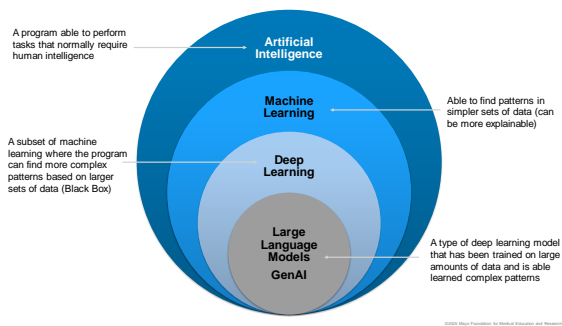 A program able to perform
tasks that normally require
human intelligence
Artificial
Intelligence
Machine
Learning
Able to find patterns in
simpler sets of data (can
be more explainable)
A subset of machine
learning where the program
can find more complex
patterns based on larger
sets of data (Black Box)
Deep
Learning
Large
Language
Models
GenAI
A type of deep learning model
that has been trained on large
amounts of data and is able
learned complex patterns
©2025 Mayo Foundation for Medical Education and Research